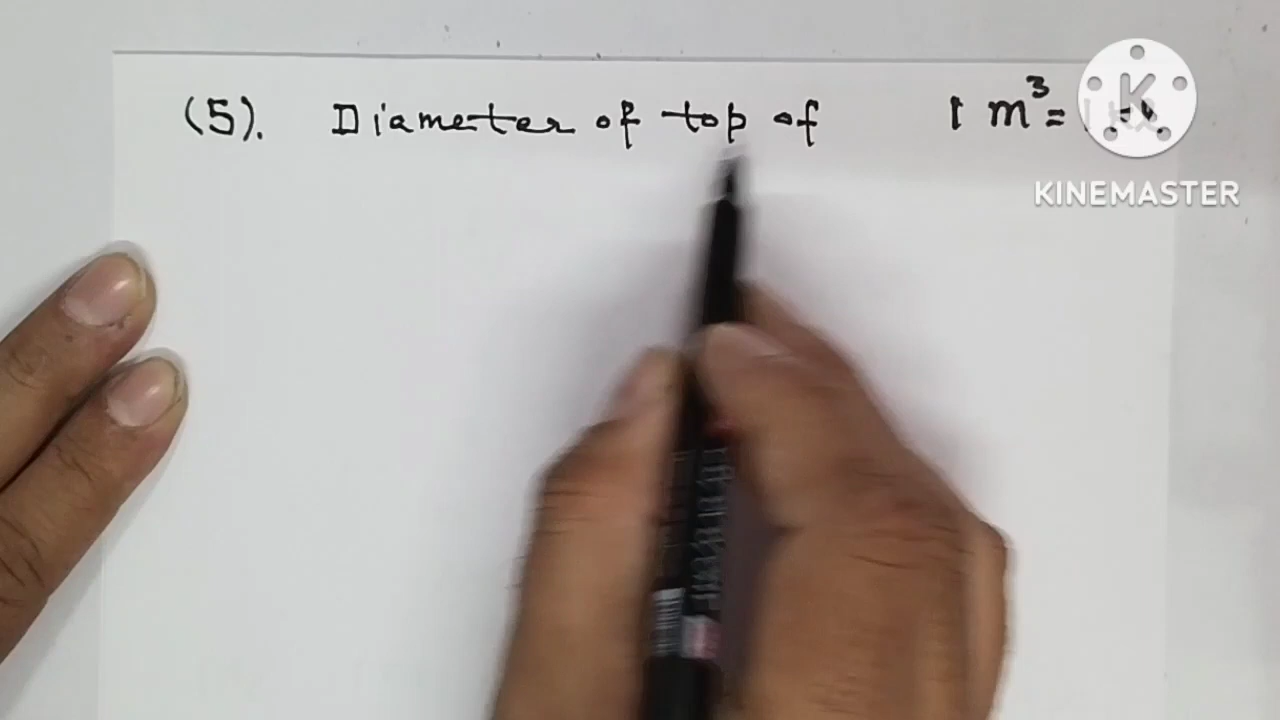 (5). Diameter of top of 1 m³ =
KINEMASTER